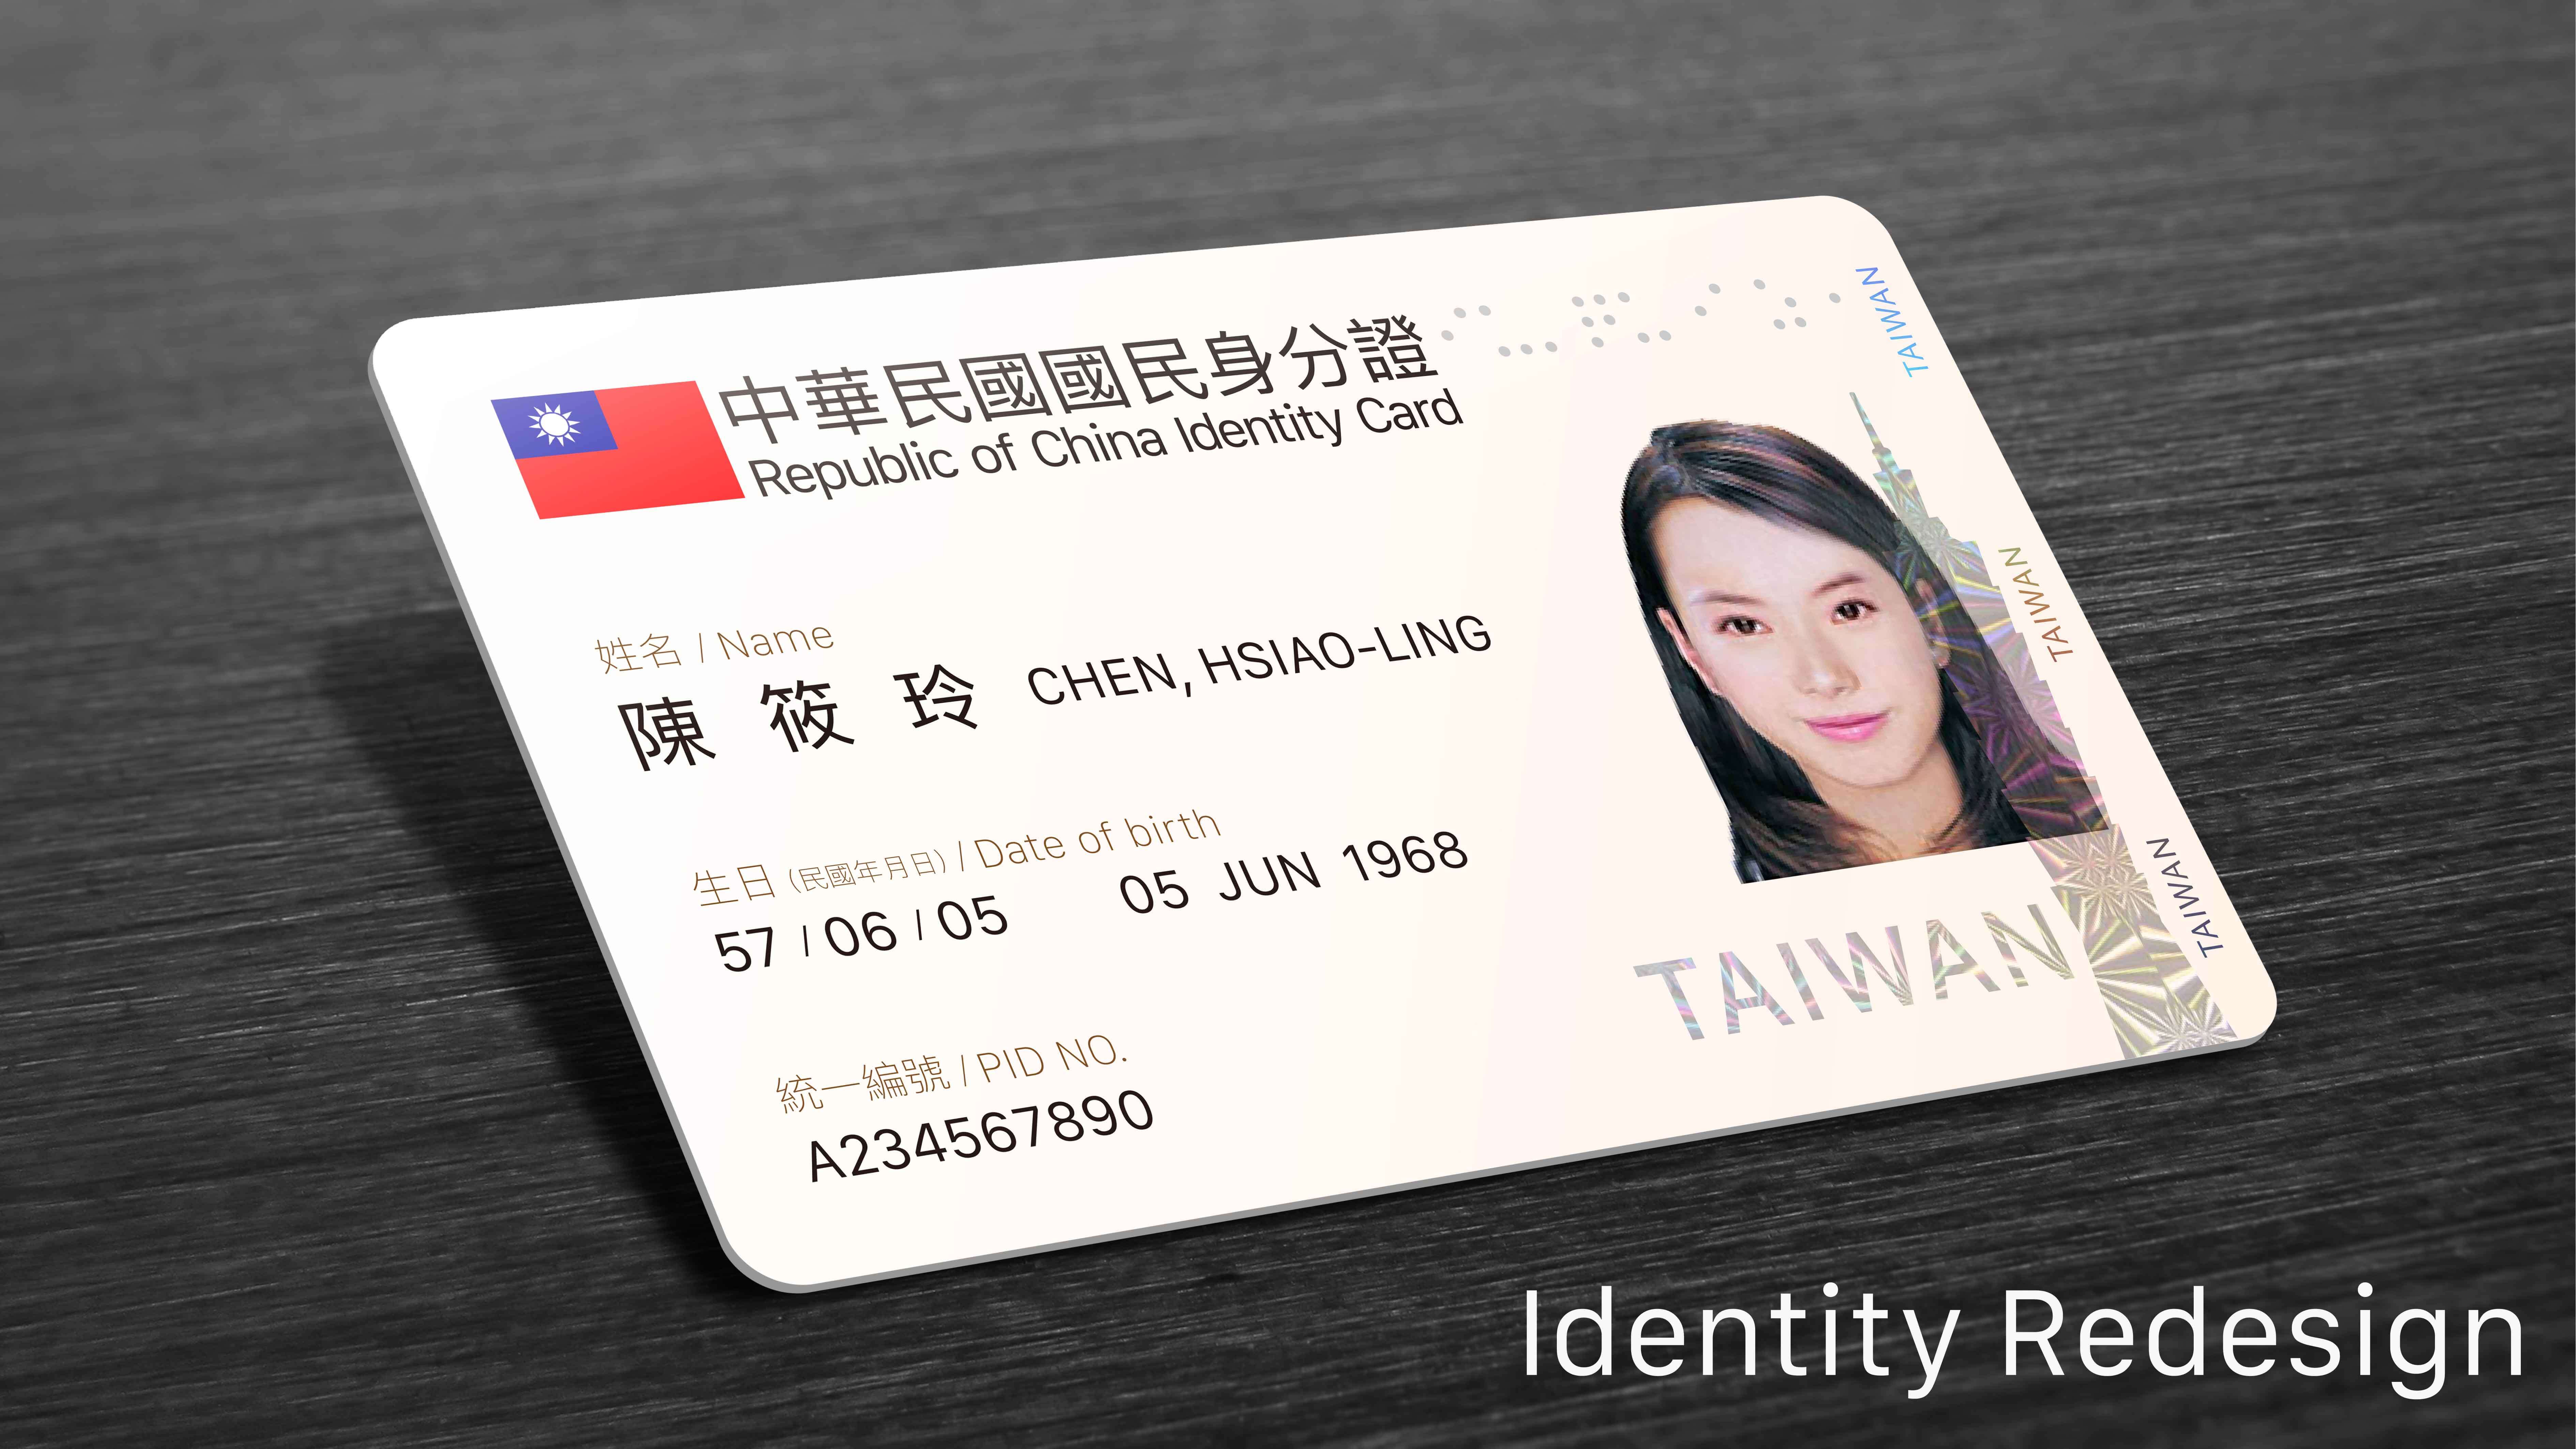 中華民國國民身分證
Republic of China Identity Card
TAIWAN
姓名 / Name
陳 筱 玲 CHEN, HSIAO-LING
TAIWAN
生日 (民國年月日) / Date of birth
57 / 06 / 05 05 JUN 1968
TAIWAN
TAIWAN
統一編號 / PID NO.
A234567890
Identity Redesign